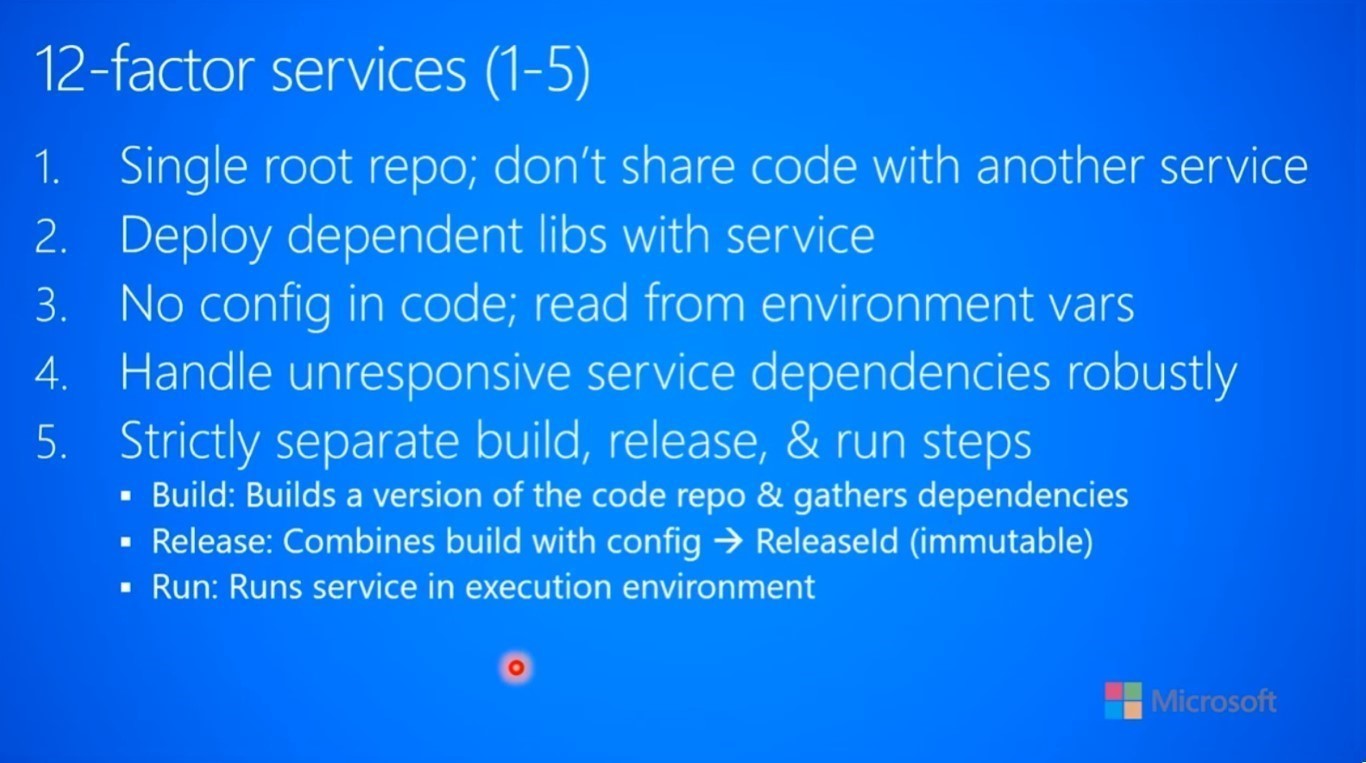 12-factor services (1-5)
1. Single root repo; don't share code with another service
2. Deploy dependent libs with service
3. No config in code; read from environment vars
4. Handle unresponsive service dependencies robustly
5. Strictly separate build, release, & run steps
▪ Build: Builds a version of the code repo & gathers dependencies
▪ Release: Combines build with config → ReleaseId (immutable)
▪ Run: Runs service in execution environment
Microsoft